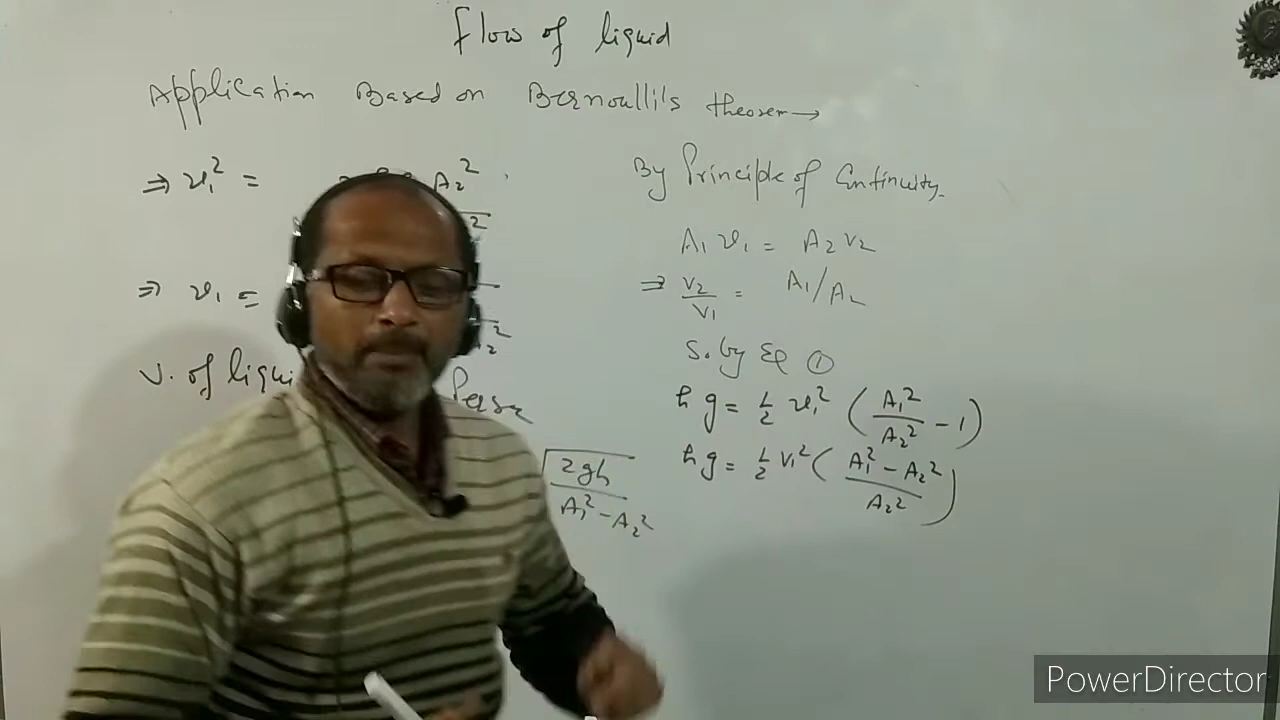 Flow of liquid
Application Based on Bernoulli's theorem→
⇒ v₁² = A₂²
⇒ v₁ =
V. of liqui Persec
√2gh / A₁² − A₂²
By Principle of Continuity.
A₁ v₁ = A₂ v₂
⇒ v₂/v₁ = A₁/A₂
S. by Eq ①
h g = ½ v₁² (A₁²/A₂² − 1)
h g = ½ v₁² (A₁² − A₂² / A₂²)
PowerDirector